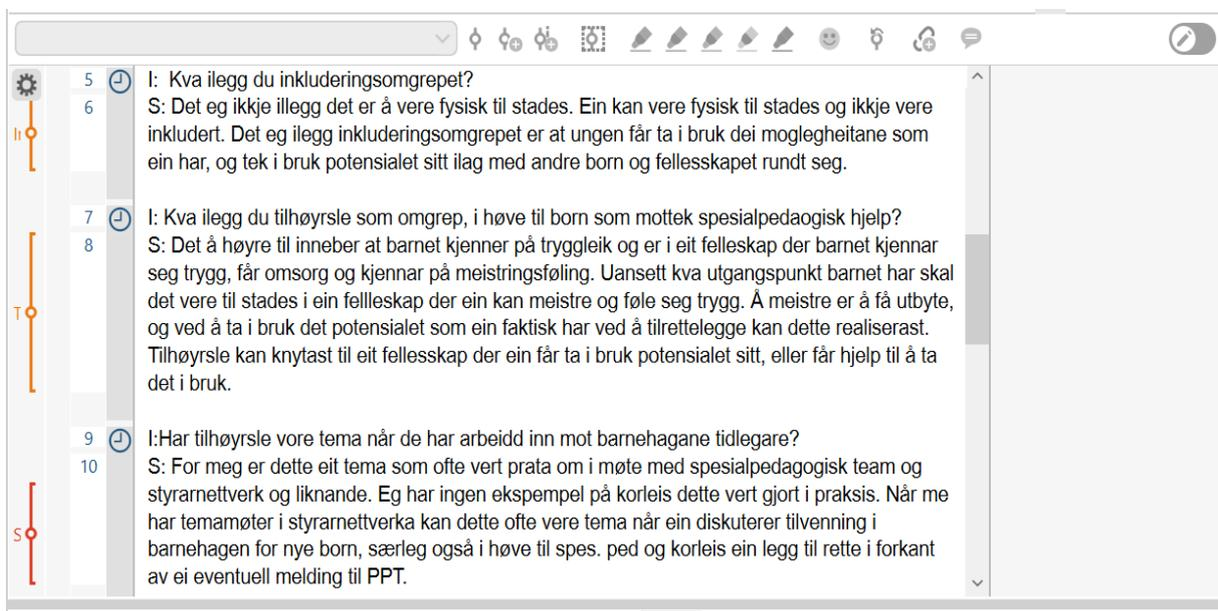 5 I: Kva ilegg du inkluderingsomgrepet?
6 S: Det eg ikkje illegg det er å vere fysisk til stades. Ein kan vere fysisk til stades og ikkje vere
inkludert. Det eg ilegg inkluderingsomgrepet er at ungen får ta i bruk dei moglegheitane som
ein har, og tek i bruk potensialet sitt ilag med andre born og fellesskapet rundt seg.
7 I: Kva ilegg du tilhøyrsle som omgrep, i høve til born som mottek spesialpedaogisk hjelp?
8 S: Det å høyre til inneber at barnet kjenner på tryggleik og er i eit felleskap der barnet kjennar
seg trygg, får omsorg og kjennar på meistringsføling. Uansett kva utgangspunkt barnet har skal
det vere til stades i ein fellleskap der ein kan meistre og føle seg trygg. Å meistre er å få utbyte,
og ved å ta i bruk det potensialet som ein faktisk har ved å tilrettelegge kan dette realiserast.
Tilhøyrsle kan knytast til eit fellesskap der ein får ta i bruk potensialet sitt, eller får hjelp til å ta
det i bruk.
9 I:Har tilhøyrsle vore tema når de har arbeidd inn mot barnehagane tidlegare?
10 S: For meg er dette eit tema som ofte vert prata om i møte med spesialpedagogisk team og
styrarnettverk og liknande. Eg har ingen ekspempel på korleis dette vert gjort i praksis. Når me
har temamøter i styrarnettverka kan dette ofte vere tema når ein diskuterer tilvenning i
barnehagen for nye born, særleg også i høve til spes. ped og korleis ein legg til rette i forkant
av ei eventuell melding til PPT.
T
S